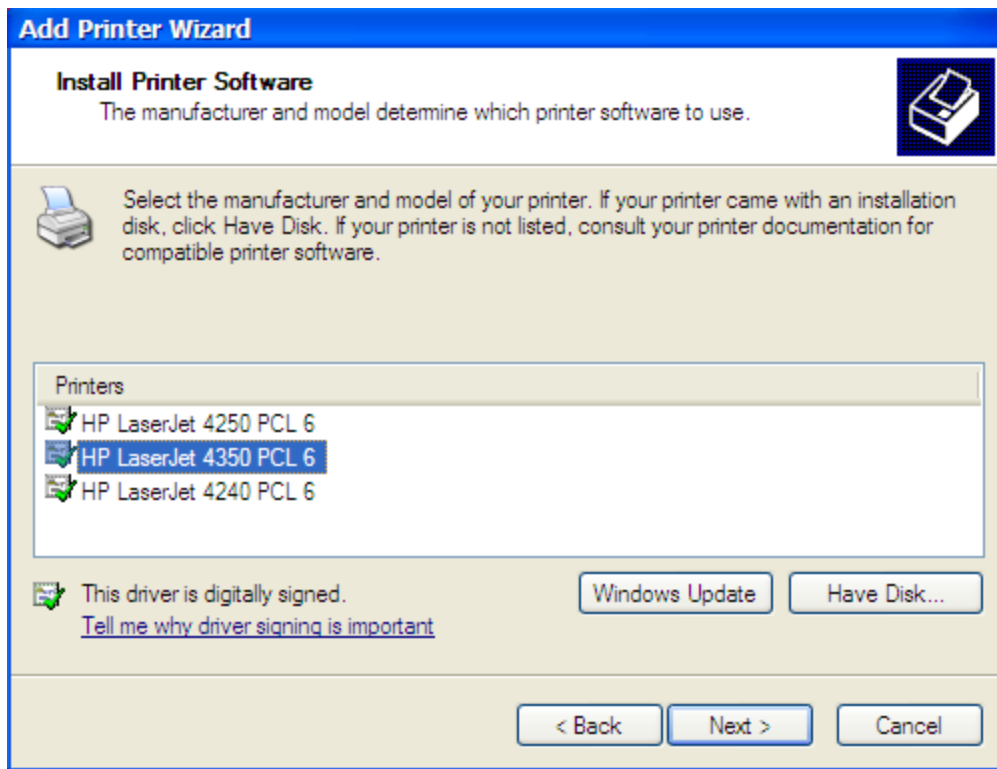 Add Printer Wizard
Install Printer Software
The manufacturer and model determine which printer software to use.
Select the manufacturer and model of your printer. If your printer came with an installation
disk, click Have Disk. If your printer is not listed, consult your printer documentation for
compatible printer software.
Printers
HP LaserJet 4250 PCL 6
HP LaserJet 4350 PCL 6
HP LaserJet 4240 PCL 6
This driver is digitally signed.
Tell me why driver signing is important
Windows Update
Have Disk...
< Back
Next >
Cancel